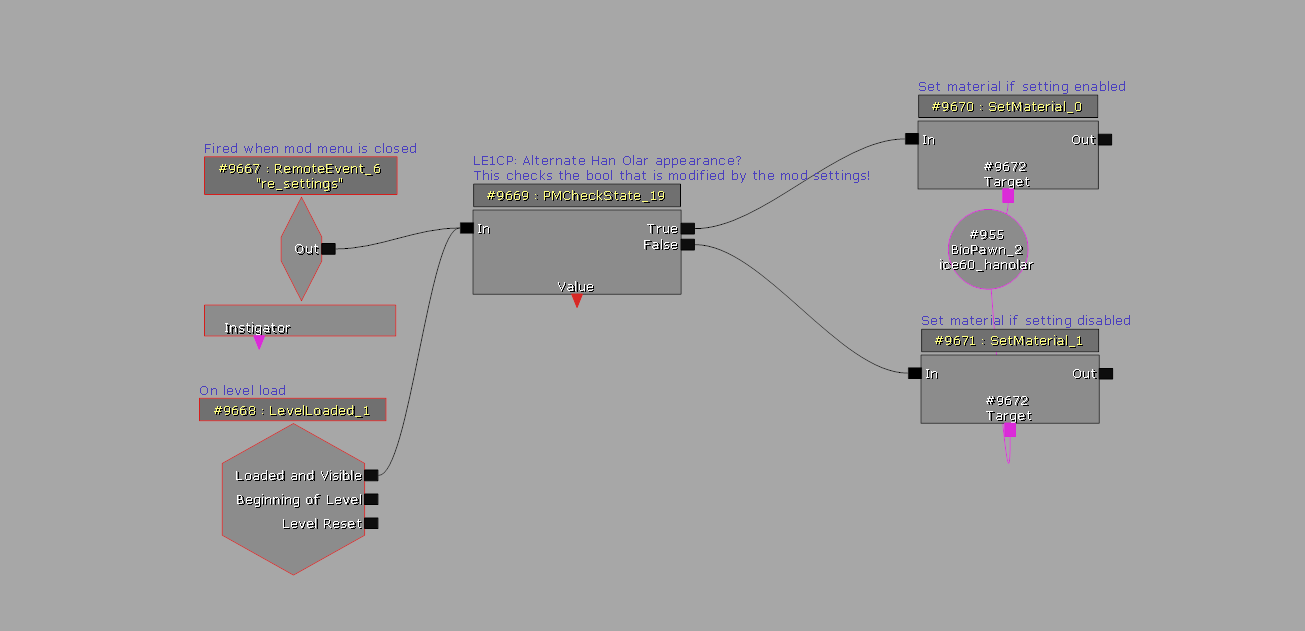 Fired when mod menu is closed
#9667 : RemoteEvent_6
"re_settings"
Out
Instigator
On level load
#9668 : LevelLoaded_1
Loaded and Visible
Beginning of Level
Level Reset
LE1CP: Alternate Han Olar appearance?
This checks the bool that is modified by the mod settings!
#9669 : PMCheckState_19
In
True
False
Value
Set material if setting enabled
#9670 : SetMaterial_0
In
Out
#9672
Target
#955
BioPawn_2
ice60_hanolar
Set material if setting disabled
#9671 : SetMaterial_1
In
Out
#9672
Target